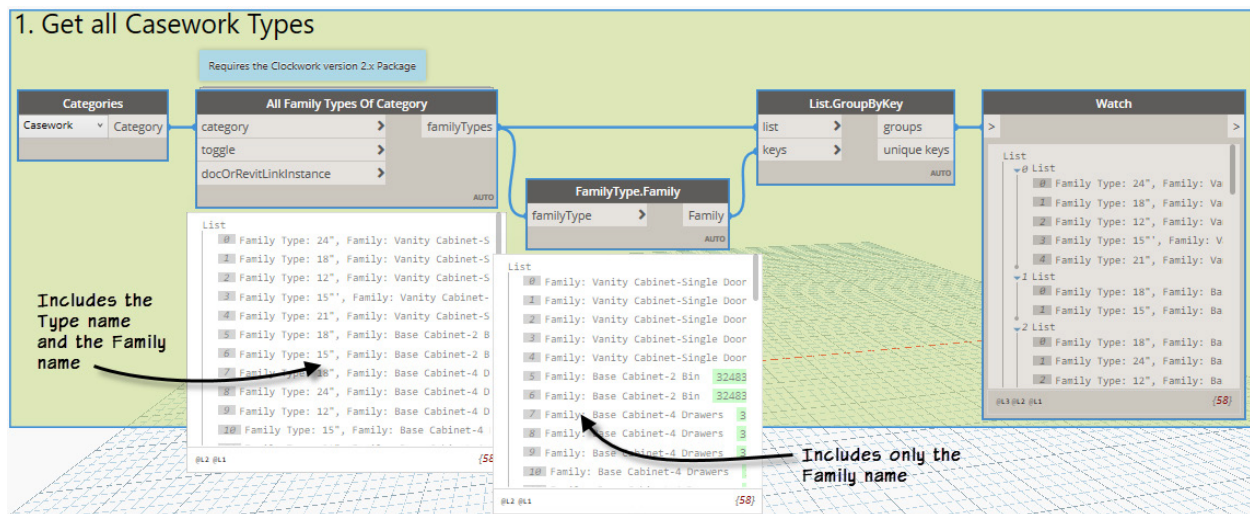 1. Get all Casework Types
Requires the Clockwork version 2.x Package
Categories
Casework
Category
All Family Types Of Category
category > familyTypes
toggle >
docOrRevitLinkInstance >
AUTO
FamilyType.Family
familyType > Family
AUTO
List.GroupByKey
list > groups
keys > unique keys
AUTO
Watch
> >
List
0 List
0 Family Type: 24", Family: Va
1 Family Type: 18", Family: Va
2 Family Type: 12", Family: Va
3 Family Type: 15"', Family: V
4 Family Type: 21", Family: Va
1 List
0 Family Type: 18", Family: Ba
1 Family Type: 15", Family: Ba
2 List
0 Family Type: 18", Family: Ba
1 Family Type: 24", Family: Ba
2 Family Type: 12", Family: Ba
@L3 @L2 @L1 {58}
List
0 Family Type: 24", Family: Vanity Cabinet-S
1 Family Type: 18", Family: Vanity Cabinet-S
2 Family Type: 12", Family: Vanity Cabinet-S
3 Family Type: 15"', Family: Vanity Cabinet-
4 Family Type: 21", Family: Vanity Cabinet-S
5 Family Type: 18", Family: Base Cabinet-2 B
6 Family Type: 15", Family: Base Cabinet-2 B
7 Family Type: 18", Family: Base Cabinet-4 D
8 Family Type: 24", Family: Base Cabinet-4 D
9 Family Type: 12", Family: Base Cabinet-4 D
10 Family Type: 15", Family: Base Cabinet-4
@L2 @L1 {58
List
0 Family: Vanity Cabinet-Single Door
1 Family: Vanity Cabinet-Single Door
2 Family: Vanity Cabinet-Single Door
3 Family: Vanity Cabinet-Single Door
4 Family: Vanity Cabinet-Single Door
5 Family: Base Cabinet-2 Bin 32483
6 Family: Base Cabinet-2 Bin 32483
7 Family: Base Cabinet-4 Drawers 3
8 Family: Base Cabinet-4 Drawers 3
9 Family: Base Cabinet-4 Drawers 3
10 Family: Base Cabinet-4 Drawers
@L2 @L1 {58}
Includes the
Type name
and the Family
name
Includes only the
Family name